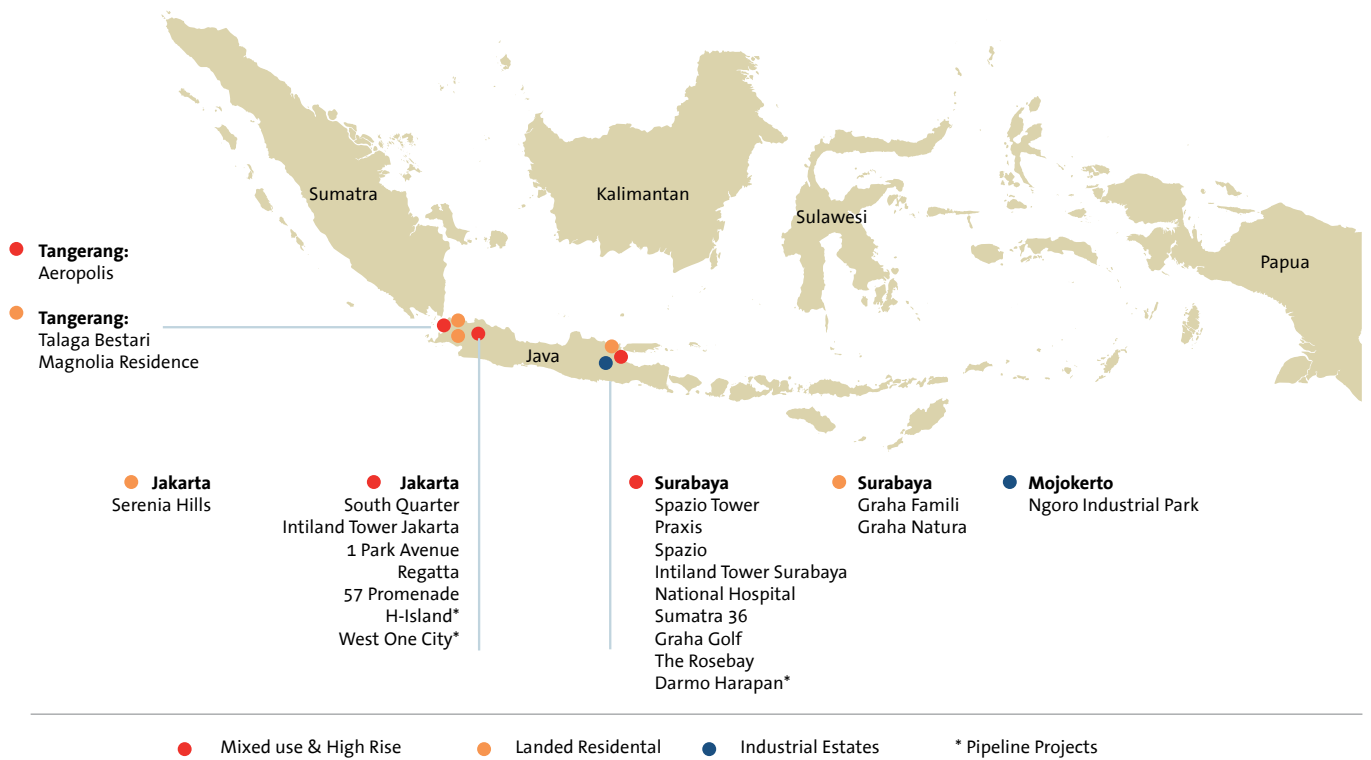 Sumatra
Kalimantan
Sulawesi
Papua
Java
Tangerang:
Aeropolis
Tangerang:
Talaga Bestari
Magnolia Residence
Jakarta
Serenia Hills
Jakarta
South Quarter
Intiland Tower Jakarta
1 Park Avenue
Regatta
57 Promenade
H-Island*
West One City*
Surabaya
Spazio Tower
Praxis
Spazio
Intiland Tower Surabaya
National Hospital
Sumatra 36
Graha Golf
The Rosebay
Darmo Harapan*
Surabaya
Graha Famili
Graha Natura
Mojokerto
Ngoro Industrial Park
Mixed use & High Rise
Landed Residental
Industrial Estates
* Pipeline Projects